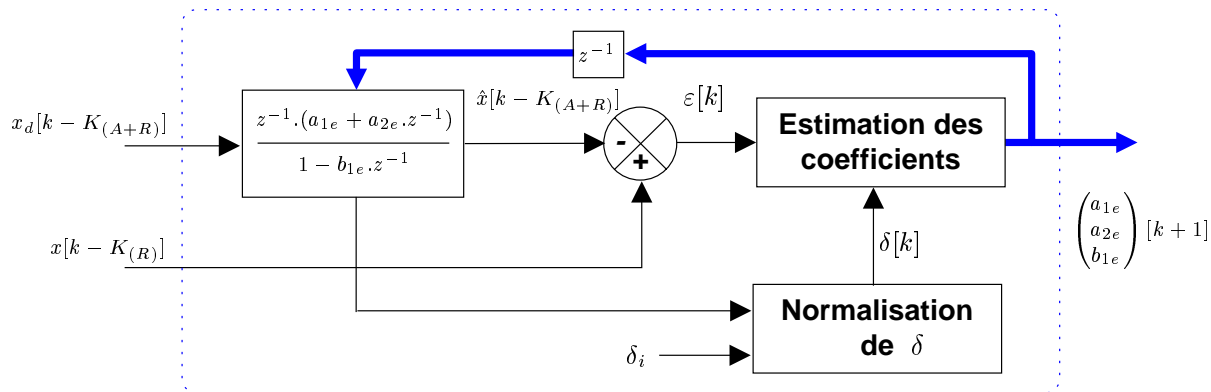 z^{-1}
x_d[k − K_{(A+R)}]
z^{-1}.(a_{1e} + a_{2e}.z^{-1})
1 − b_{1e}.z^{-1}
x̂[k − K_{(A+R)}]
-
+
ε[k]
Estimation des
coefficients
x[k − K_{(R)}]
δ[k]
(a_{1e}
a_{2e}
b_{1e}) [k + 1]
Normalisation
de δ
δ_i